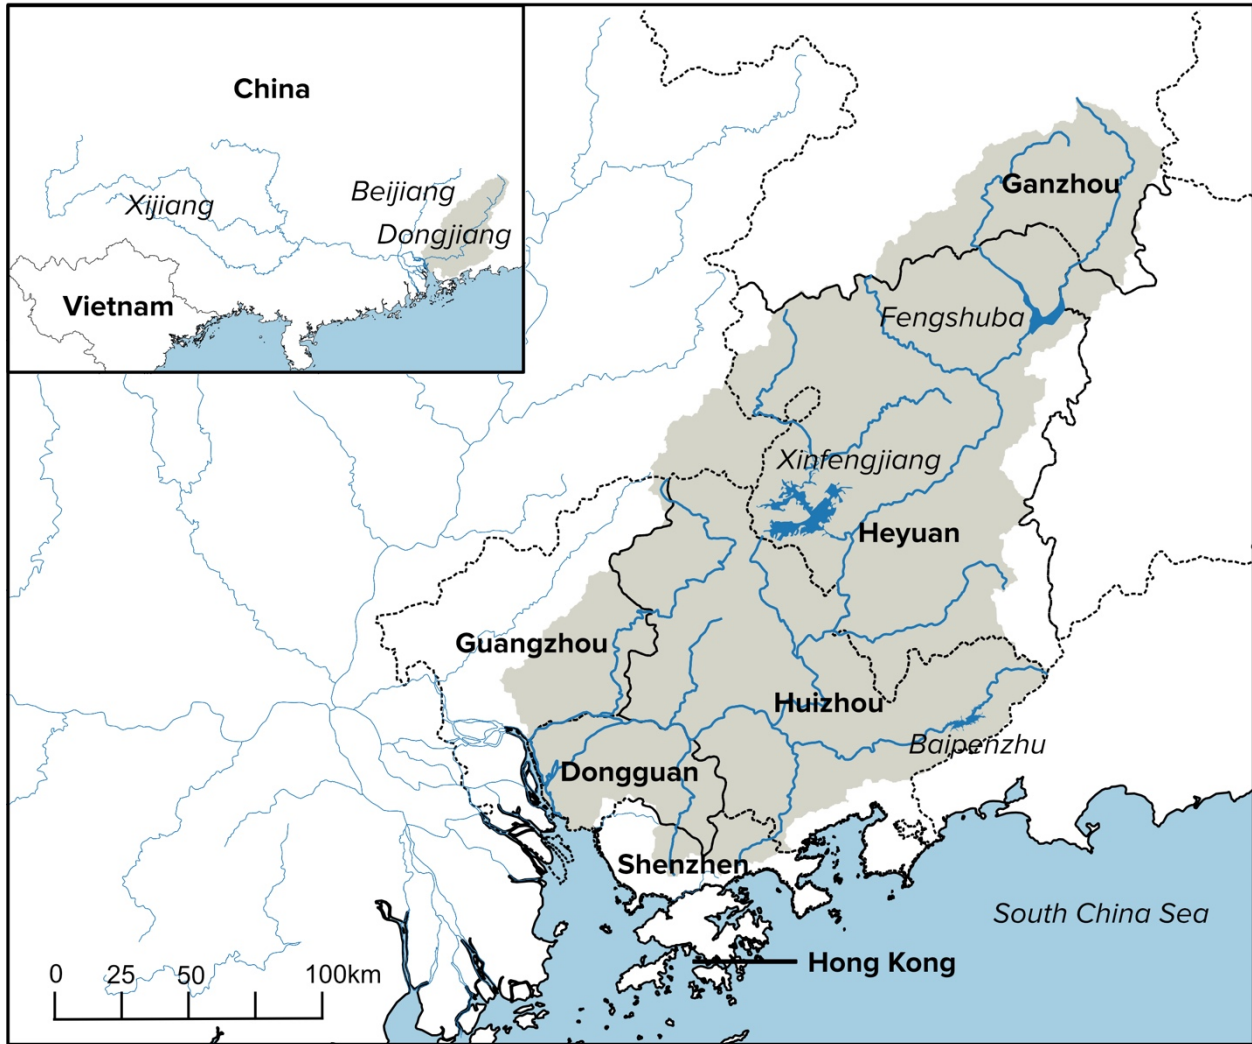 China
Beijiang
Xijiang
Dongjiang
Vietnam
Ganzhou
Fengshuba
Xinfengjiang
Heyuan
Guangzhou
Huizhou
Baipenzhu
Dongguan
Shenzhen
South China Sea
Hong Kong
0 25 50 100km